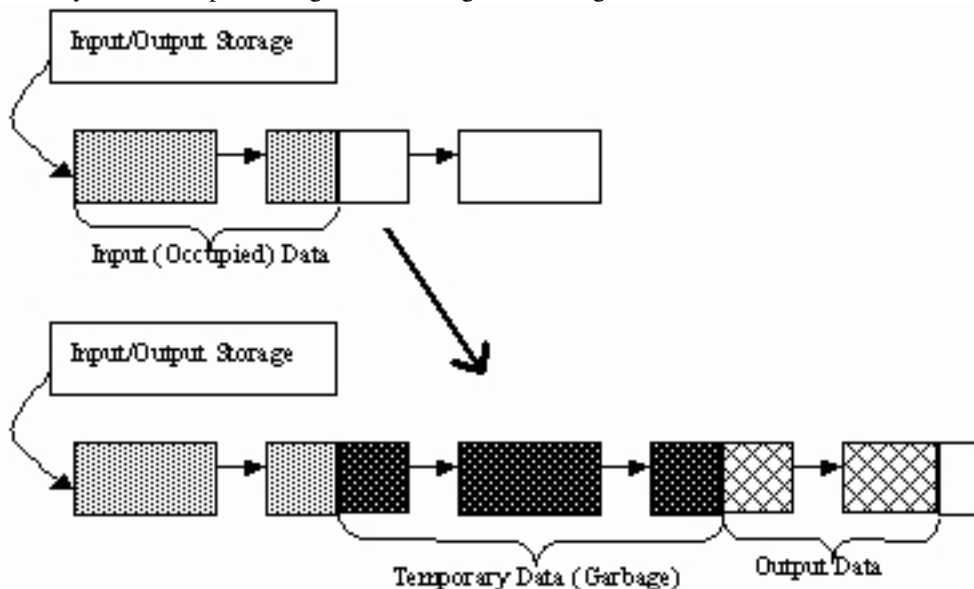 Input/Output Storage
Input (Occupied) Data
Input/Output Storage
Temporary Data (Garbage)
Output Data